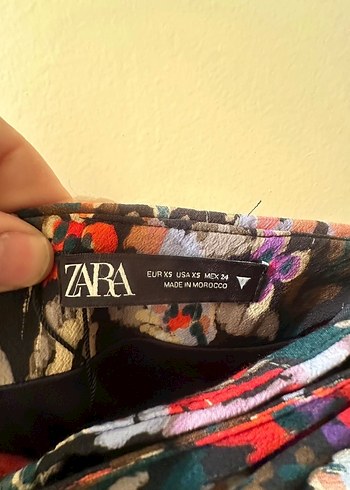 ZARA
EUR XS USA XS MEX 24
MADE IN MOROCCO